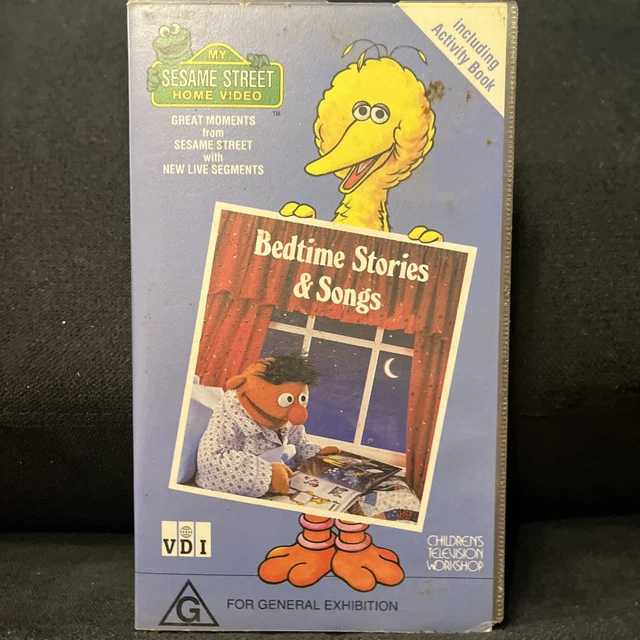 MY
SESAME STREET
HOME VIDEO
TM
GREAT MOMENTS
from
SESAME STREET
with
NEW LIVE SEGMENTS
including
Activity Book
Bedtime Stories
& Songs
VDI
CHILDREN'S
TELEVISION
WORKSHOP
G
FOR GENERAL EXHIBITION